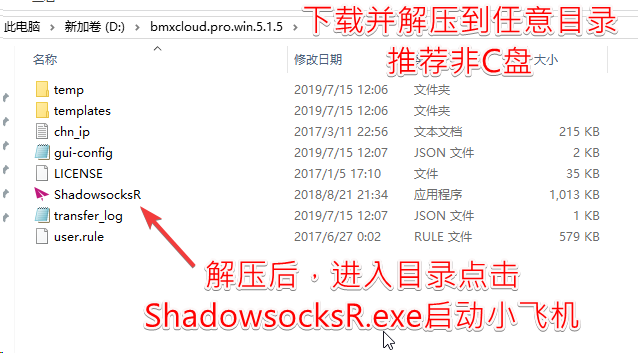 此电脑 > 新加卷 (D:) > bmxcloud.pro.win.5.1.5 >
下载并解压到任意目录
推荐非C盘
名称 修改日期 类型 大小
temp 2019/7/15 12:06 文件夹
templates 2019/7/15 12:06 文件夹
chn_ip 2017/3/11 22:56 文本文档 215 KB
gui-config 2019/7/15 12:07 JSON 文件 2 KB
LICENSE 2017/1/5 17:10 文件 35 KB
ShadowsocksR 2018/8/21 21:34 应用程序 1,013 KB
transfer_log 2019/7/15 12:07 JSON 文件 1 KB
user.rule 2017/6/27 0:02 RULE 文件 579 KB
解压后，进入目录点击
ShadowsocksR.exe启动小飞机